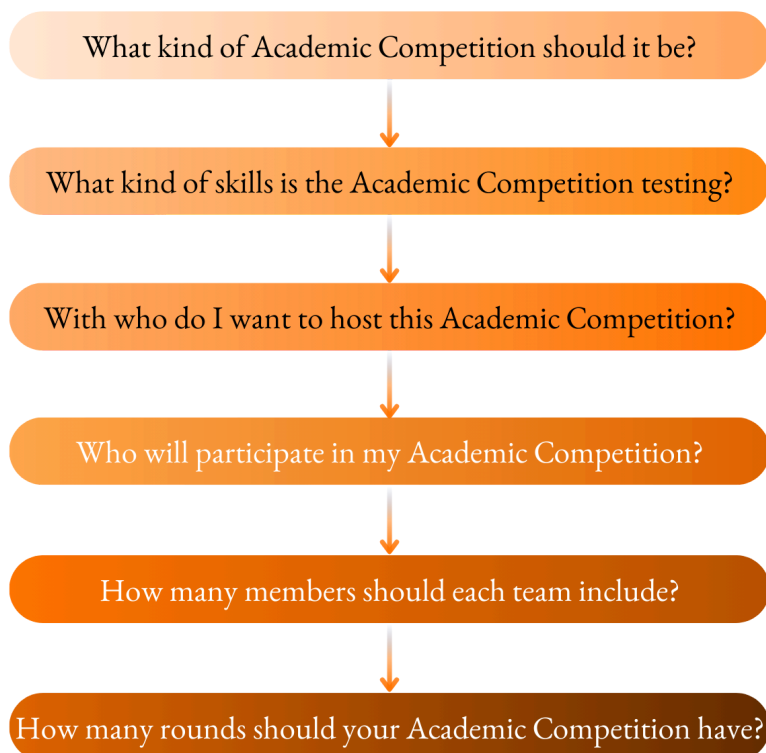 What kind of Academic Competition should it be?
What kind of skills is the Academic Competition testing?
With who do I want to host this Academic Competition?
Who will participate in my Academic Competition?
How many members should each team include?
How many rounds should your Academic Competition have?